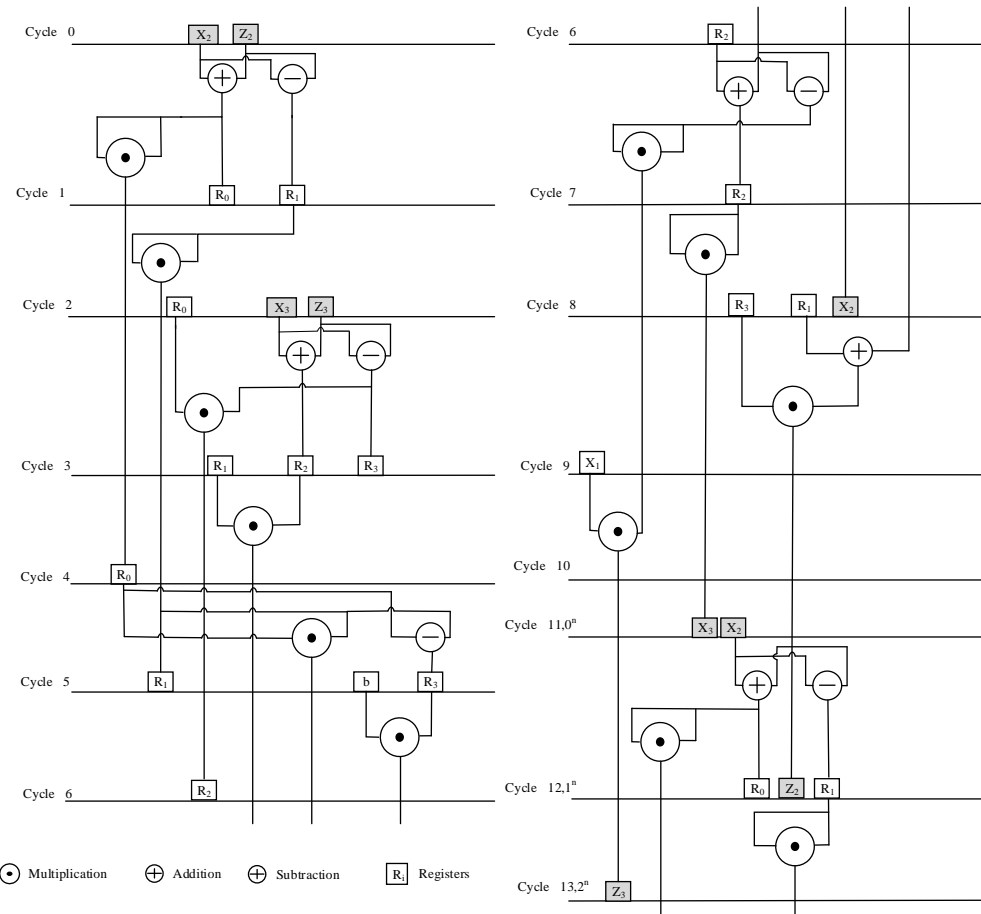 Cycle 0 X₂ Z₂
Cycle 1 R₀ R₁
Cycle 2 R₀ X₃ Z₃
Cycle 3 R₁ R₂ R₃
Cycle 4 R₀
Cycle 5 R₁ b R₃
Cycle 6 R₂
Cycle 6 R₂
Cycle 7 R₂
Cycle 8 R₃ R₁ X₂
Cycle 9 X₁
Cycle 10
Cycle 11,0ⁿ X₃ X₂
Cycle 12,1ⁿ R₀ Z₂ R₁
Cycle 13,2ⁿ Z₃
Multiplication Addition Subtraction Rᵢ Registers